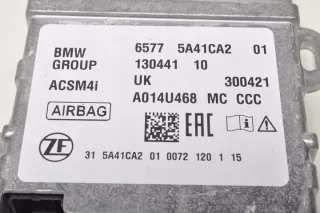 BMW 6577 5A41CA2 01
GROUP 130441 10
ACSM4i UK 300421
A014U468 MC CCC
AIRBAG
EAC
ZF
31 5A41CA2 01 0072 120 1 15